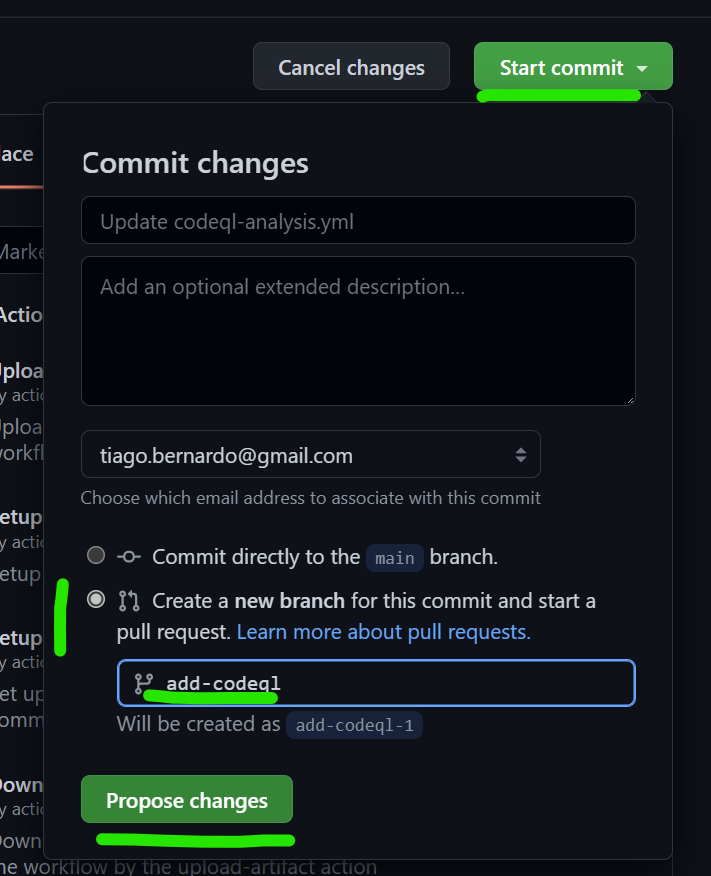 Cancel changes
Start commit
lace
Commit changes
Update codeql-analysis.yml
Marke
Add an optional extended description...
Actio
Uploa
y actio
Uploa
workfl
tiago.bernardo@gmail.com
Choose which email address to associate with this commit
etup
y actio
etup
Commit directly to the main branch.
Create a new branch for this commit and start a
pull request. Learn more about pull requests.
etup
y actio
et up
omm
add-codeql
Will be created as add-codeql-1
Down
y actio
Propose changes
Down
he workflow by the upload-artifact action